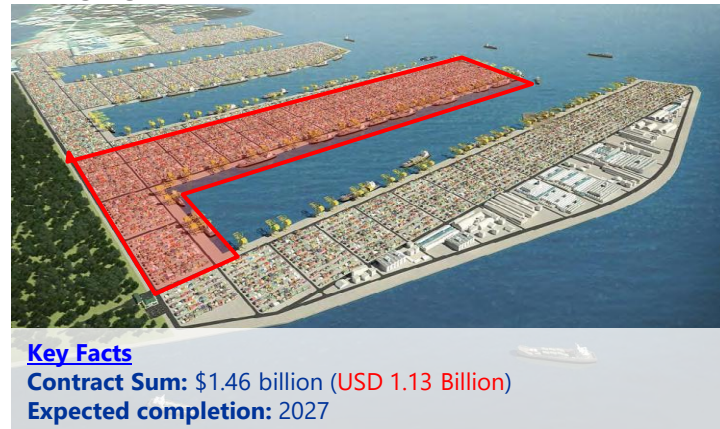 Key Facts
Contract Sum: $1.46 billion (USD 1.13 Billion)
Expected completion: 2027